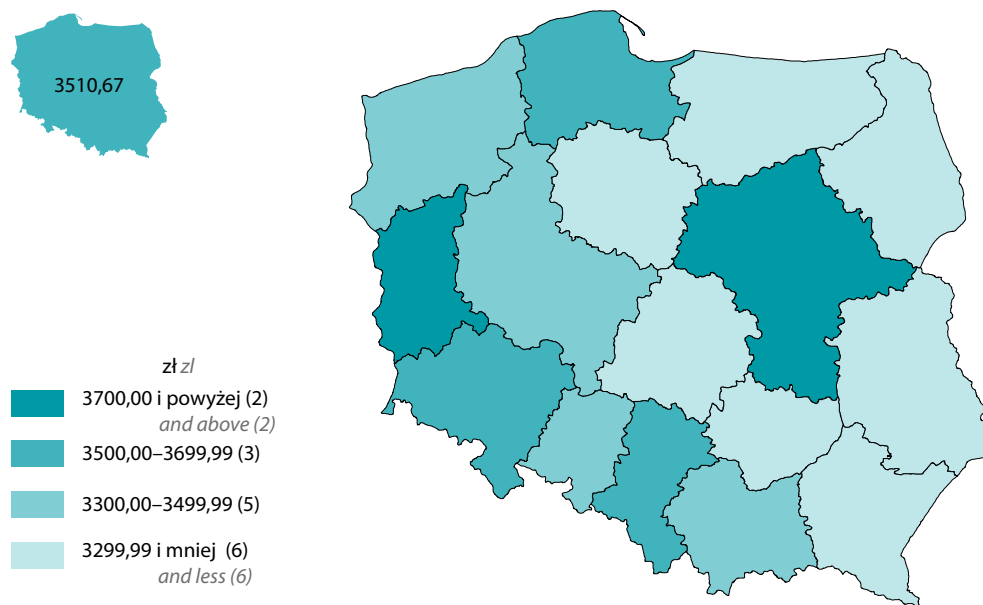 3510,67
zł zl
3700,00 i powyżej (2)
and above (2)
3500,00–3699,99 (3)
3300,00–3499,99 (5)
3299,99 i mniej (6)
and less (6)